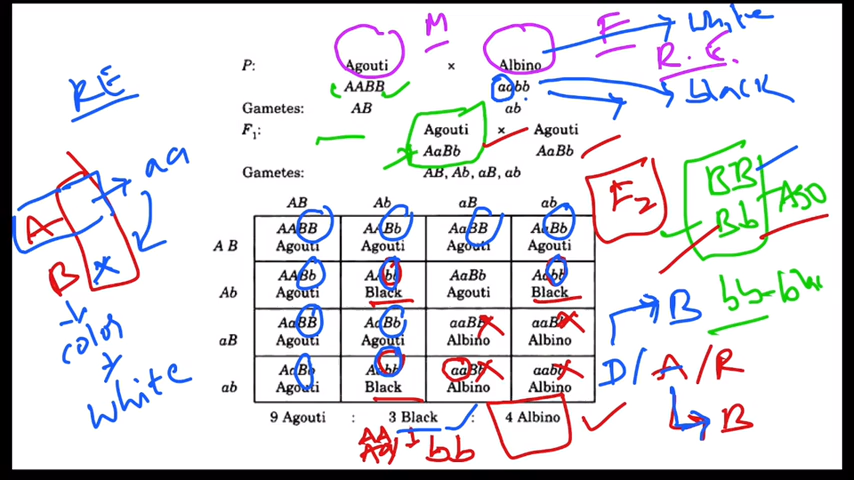 M F white
R.E.
P: Agouti × Albino
RE AABB aabb black
Gametes: AB ab
F1: Agouti × Agouti
AaBb AaBb
aa Gametes: AB, Ab, aB, ab
BB
F2 Bb
AB Ab aB ab
A B AABB AABb AaBB AaBb
Agouti Agouti Agouti Agouti
A
Ab AABb AAbb AaBb Aabb
Agouti Black Agouti Black
B
aB AaBB AaBb aaBB aaBb
Agouti Agouti Albino Albino
color B bb-
ab AaBb Aabb aaBb aabb
Agouti Black Albino Albino
white D/ A /R
9 Agouti : 3 Black : 4 Albino
B
AA
bb